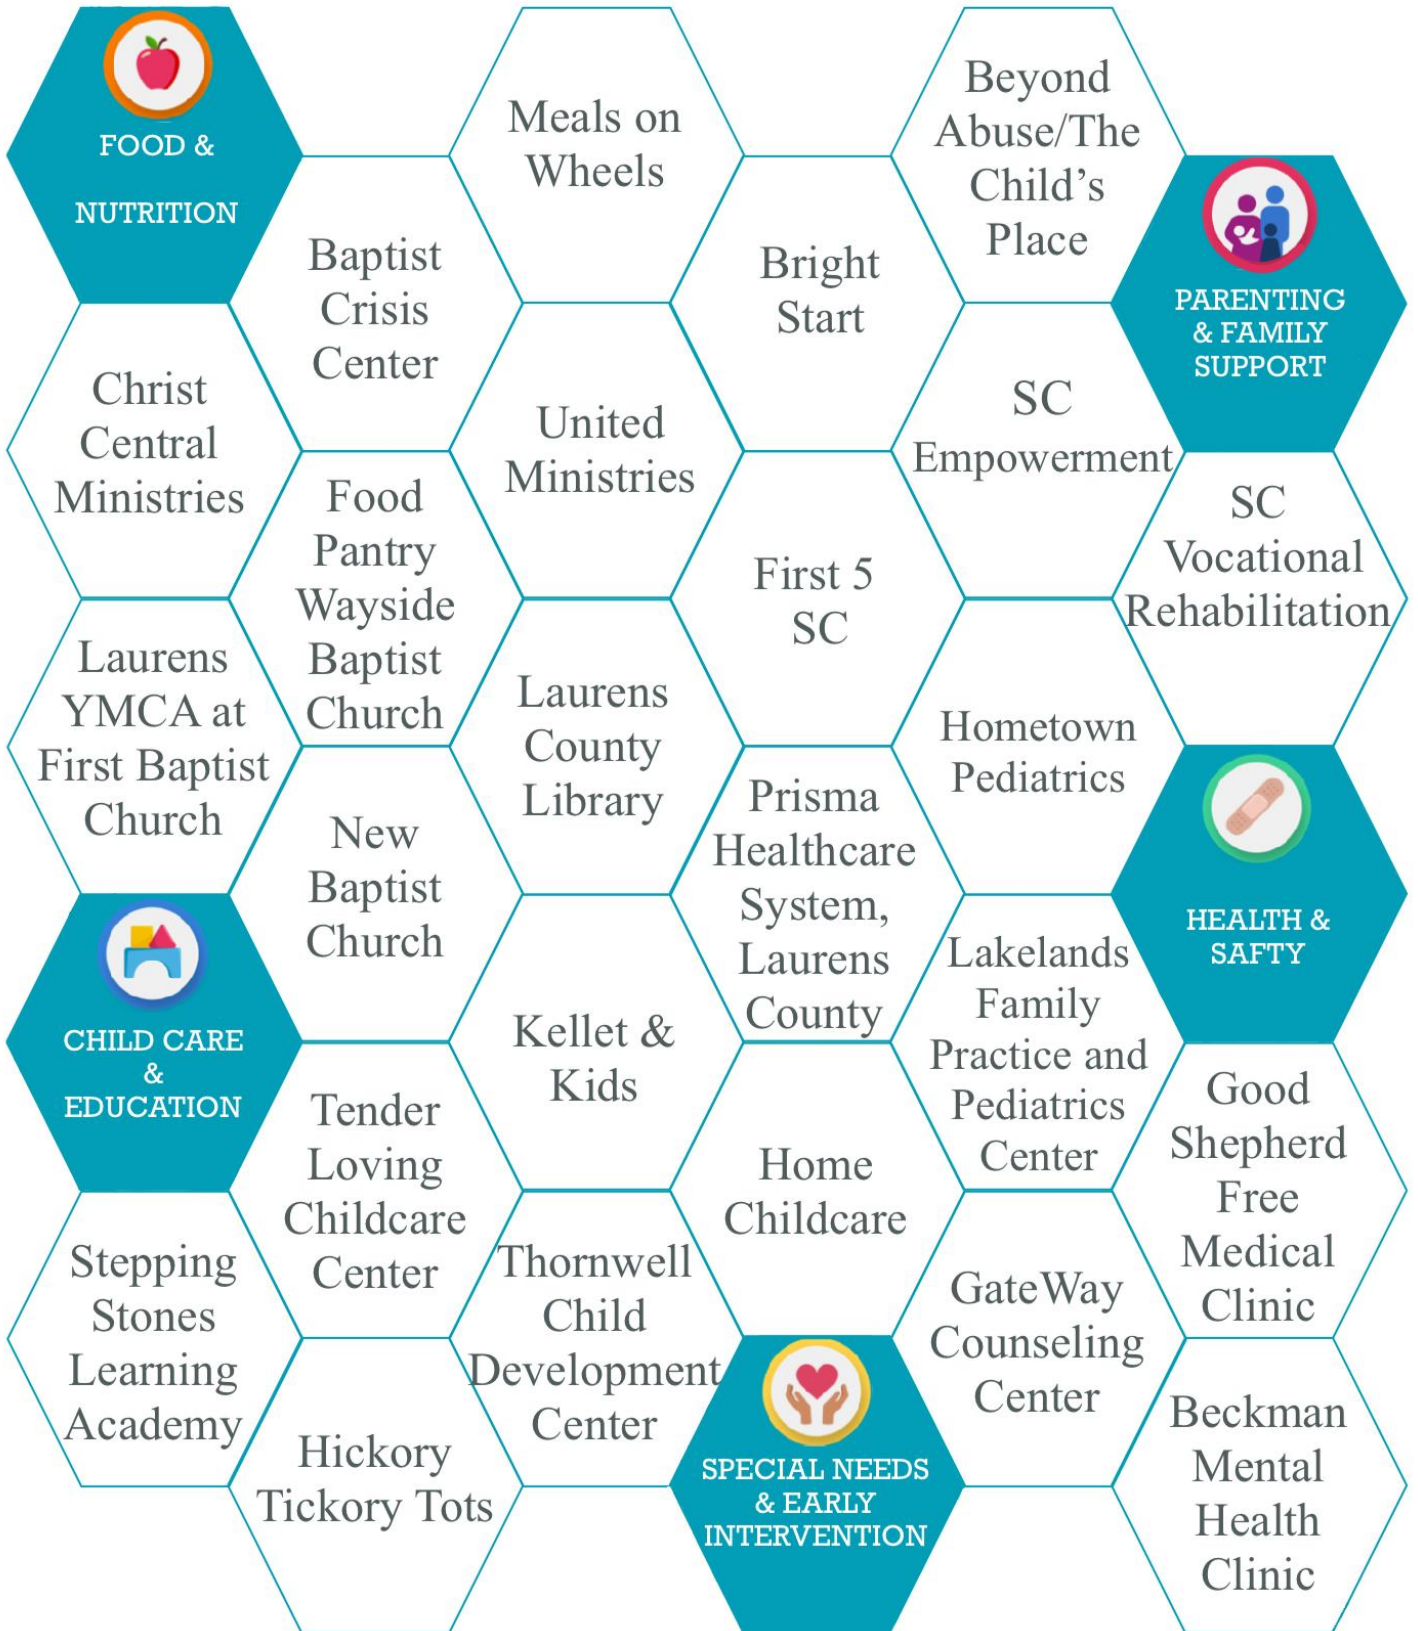 FOOD &
NUTRITION
Meals on
Wheels
Beyond
Abuse/The
Child’s
Place
Baptist
Crisis
Center
Bright
Start
PARENTING
& FAMILY
SUPPORT
Christ
Central
Ministries
United
Ministries
SC
Empowerment
Food
Pantry
Wayside
Baptist
Church
First 5
SC
SC
Vocational
Rehabilitation
Laurens
YMCA at
First Baptist
Church
Laurens
County
Library
Hometown
Pediatrics
New
Baptist
Church
Prisma
Healthcare
System,
Laurens
County
HEALTH &
SAFTY
CHILD CARE
&
EDUCATION
Kellet &
Kids
Lakelands
Family
Practice and
Pediatrics
Center
Tender
Loving
Childcare
Center
Home
Childcare
Good
Shepherd
Free
Medical
Clinic
Stepping
Stones
Learning
Academy
Thornwell
Child
Development
Center
GateWay
Counseling
Center
Hickory
Tickory Tots
SPECIAL NEEDS
& EARLY
INTERVENTION
Beckman
Mental
Health
Clinic